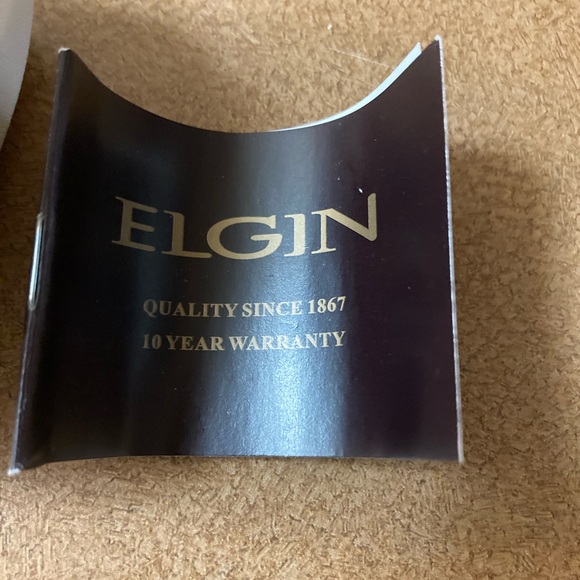 ELGIN
QUALITY SINCE 1867
10 YEAR WARRANTY